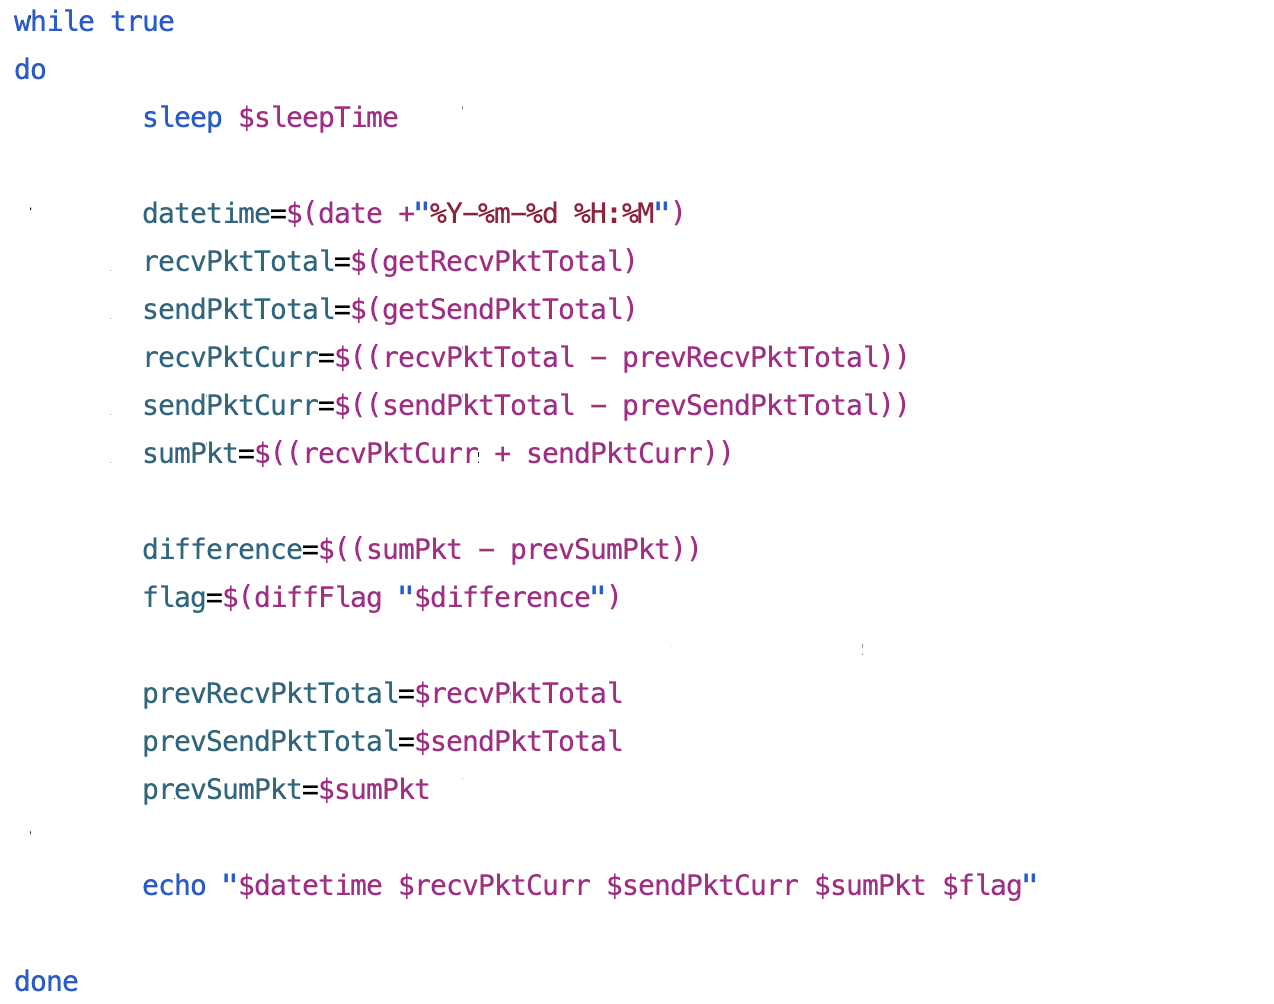 while true
do
sleep $sleepTime
datetime=$(date +"%Y-%m-%d %H:%M")
recvPktTotal=$(getRecvPktTotal)
sendPktTotal=$(getSendPktTotal)
recvPktCurr=$((recvPktTotal - prevRecvPktTotal))
sendPktCurr=$((sendPktTotal - prevSendPktTotal))
sumPkt=$((recvPktCurr + sendPktCurr))
difference=$((sumPkt - prevSumPkt))
flag=$(diffFlag "$difference")
prevRecvPktTotal=$recvPktTotal
prevSendPktTotal=$sendPktTotal
prevSumPkt=$sumPkt
echo "$datetime $recvPktCurr $sendPktCurr $sumPkt $flag"
done